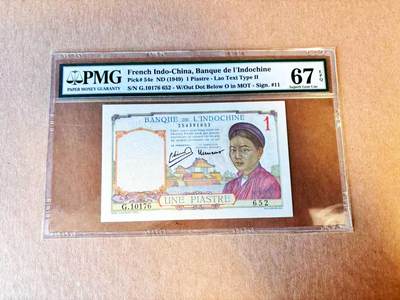 PMG
PAPER MONEY GUARANTY
French Indo-China, Banque de l'Indochine
Pick# 54e ND (1949) 1 Piastre - Lao Text Type II
S/N G.10176 652 - W/Out Dot Below O in MOT - Sign. #11
67 EPQ
Superb Gem Unc
BANQUE DE L'INDOCHINE
254391652
1
UNE PIASTRE
G.10176
652